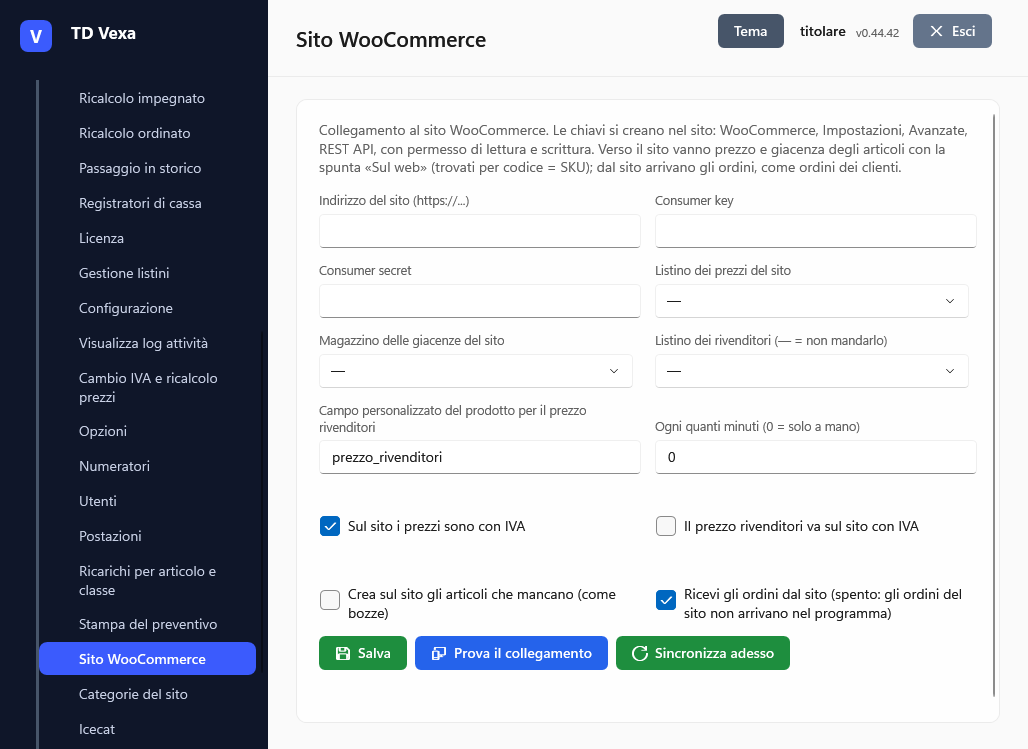 V
TD Vexa
Ricalcolo impegnato
Ricalcolo ordinato
Passaggio in storico
Registratori di cassa
Licenza
Gestione listini
Configurazione
Visualizza log attività
Cambio IVA e ricalcolo
prezzi
Opzioni
Numeratori
Utenti
Postazioni
Ricarichi per articolo e
classe
Stampa del preventivo
Sito WooCommerce
Categorie del sito
Icecat
Sito WooCommerce
Tema
titolare
v0.44.42
Esci
Collegamento al sito WooCommerce. Le chiavi si creano nel sito: WooCommerce, Impostazioni, Avanzate,
REST API, con permesso di lettura e scrittura. Verso il sito vanno prezzo e giacenza degli articoli con la
spunta «Sul web» (trovati per codice = SKU); dal sito arrivano gli ordini, come ordini dei clienti.
Indirizzo del sito (https://...)
Consumer key
Consumer secret
Listino dei prezzi del sito
—
Magazzino delle giacenze del sito
Listino dei rivenditori (— = non mandarlo)
—
—
Campo personalizzato del prodotto per il prezzo
rivenditori
Ogni quanti minuti (0 = solo a mano)
prezzo_rivenditori
0
Sul sito i prezzi sono con IVA
Il prezzo rivenditori va sul sito con IVA
Crea sul sito gli articoli che mancano (come
bozze)
Ricevi gli ordini dal sito (spento: gli ordini del
sito non arrivano nel programma)
Salva
Prova il collegamento
Sincronizza adesso